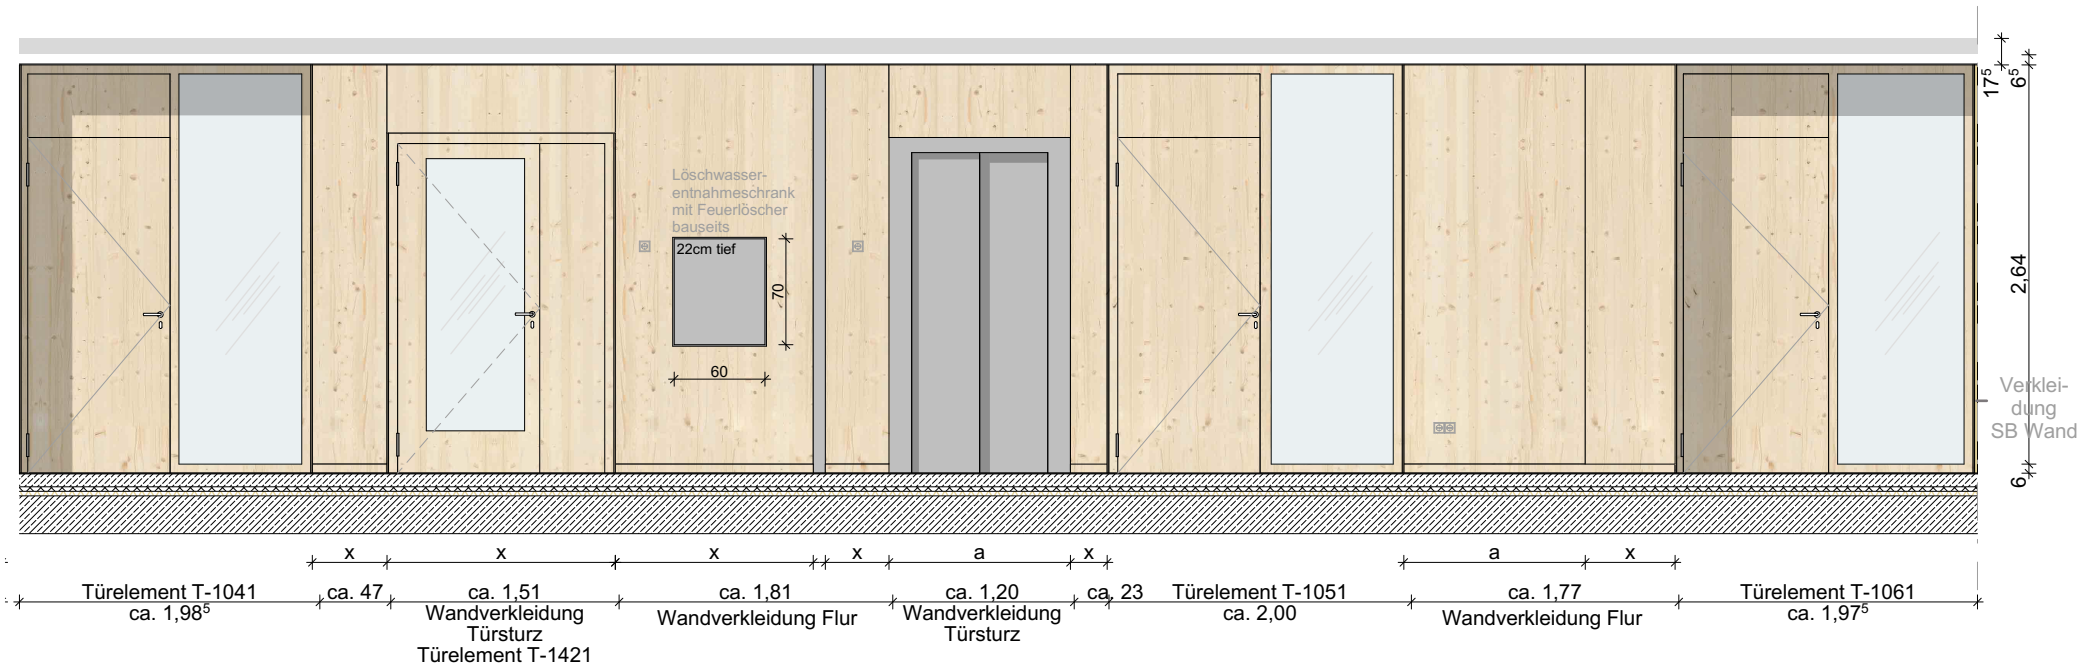 17⁵
6⁵
Löschwasser-
entnahmeschrank
mit Feuerlöscher
bauseits
22cm tief
70
60
2,64
Verklei-
dung
SB Wand
6
x
x
x
x
a
x
a
x
Türelement T-1041
ca. 1,98⁵
ca. 47
ca. 1,51
Wandverkleidung
Türsturz
Türelement T-1421
ca. 1,81
Wandverkleidung Flur
ca. 1,20
Wandverkleidung
Türsturz
ca. 23
Türelement T-1051
ca. 2,00
ca. 1,77
Wandverkleidung Flur
Türelement T-1061
ca. 1,97⁵